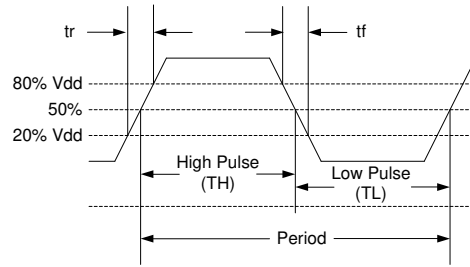 tr
tf
80% Vdd
50%
20% Vdd
High Pulse
(TH)
Low Pulse
(TL)
Period